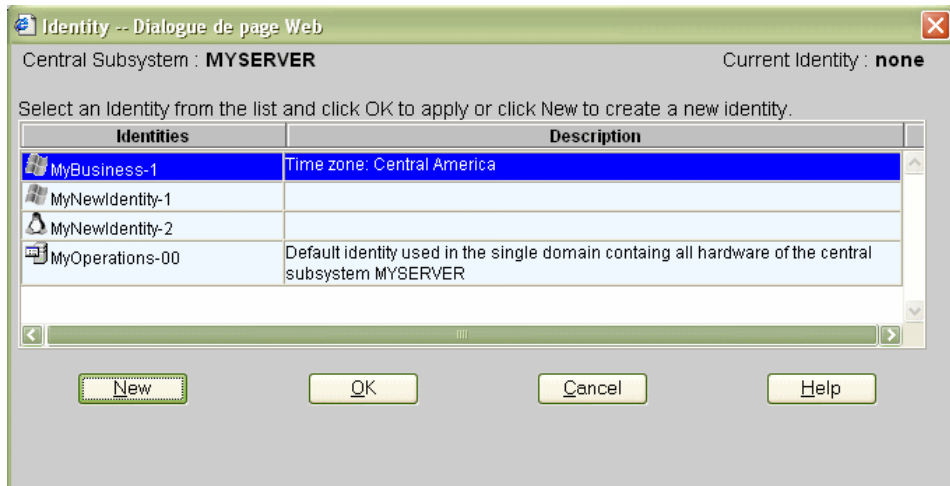 Identity -- Dialogue de page Web
Central Subsystem : MYSERVER
Current Identity : none
Select an Identity from the list and click OK to apply or click New to create a new identity.
Identities
Description
MyBusiness-1
Time zone: Central America
MyNewIdentity-1
MyNewIdentity-2
MyOperations-00
Default identity used in the single domain containg all hardware of the central
subsystem MYSERVER
New
OK
Cancel
Help